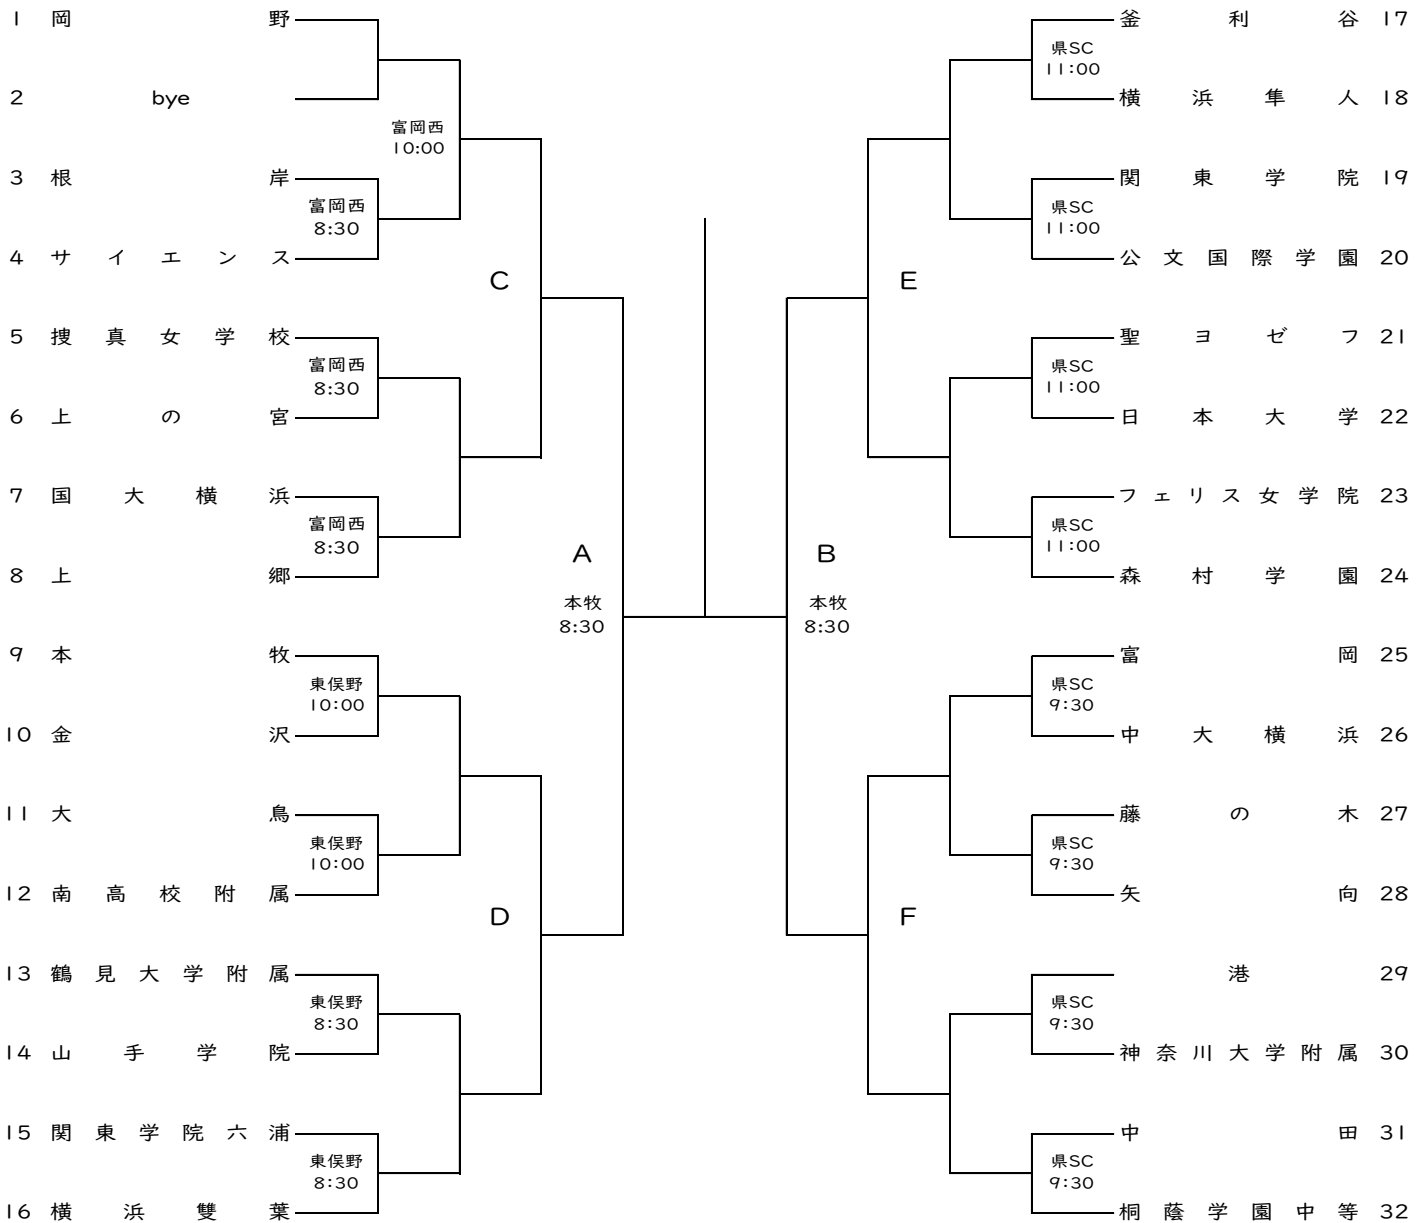 1 岡野
2 bye
富岡西
10:00
3 根岸
富岡西
8:30
4 サイエンス
C
5 捜真女学校
富岡西
8:30
6 上の宮
7 国大横浜
富岡西
8:30
8 上郷
A
本牧
8:30
9 本牧
東俣野
10:00
10 金沢
11 大鳥
東俣野
10:00
12 南高校附属
D
13 鶴見大学附属
東俣野
8:30
14 山手学院
15 関東学院六浦
東俣野
8:30
16 横浜雙葉
釜利谷 17
県SC
11:00
横浜隼人 18
関東学院 19
県SC
11:00
公文国際学園 20
E
聖ヨゼフ 21
県SC
11:00
日本大学 22
フェリス女学院 23
県SC
11:00
森村学園 24
B
本牧
8:30
富岡 25
県SC
9:30
中大横浜 26
藤の木 27
県SC
9:30
矢向 28
F
港 29
県SC
9:30
神奈川大学附属 30
中田 31
県SC
9:30
桐蔭学園中等 32